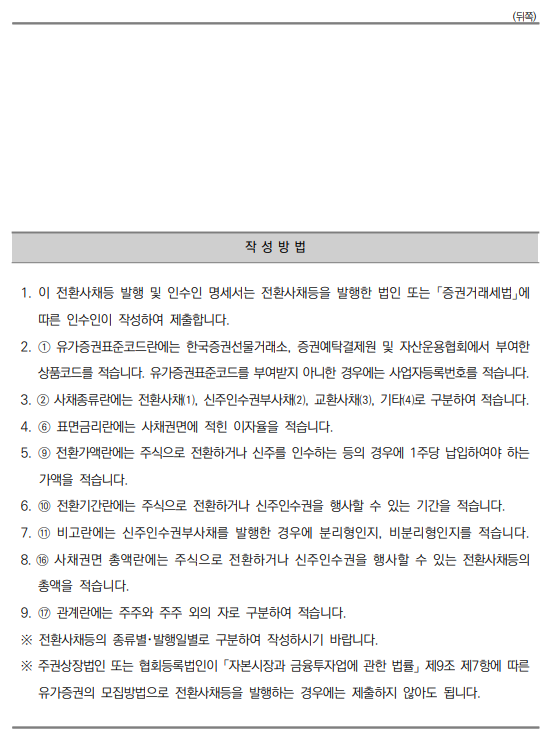 (뒤쪽)
작 성 방 법
1. 이 전환사채등 발행 및 인수인 명세서는 전환사채등을 발행한 법인 또는 「증권거래세법」에
따른 인수인이 작성하여 제출합니다.
2. ① 유가증권표준코드란에는 한국증권선물거래소, 증권예탁결제원 및 자산운용협회에서 부여한
상품코드를 적습니다. 유가증권표준코드를 부여받지 아니한 경우에는 사업자등록번호를 적습니다.
3. ② 사채종류란에는 전환사채(1), 신주인수권부사채(2), 교환사채(3), 기타(4)로 구분하여 적습니다.
4. ⑥ 표면금리란에는 사채권면에 적힌 이자율을 적습니다.
5. ⑨ 전환가액란에는 주식으로 전환하거나 신주를 인수하는 등의 경우에 1주당 납입하여야 하는
가액을 적습니다.
6. ⑩ 전환기간란에는 주식으로 전환하거나 신주인수권을 행사할 수 있는 기간을 적습니다.
7. ⑪ 비고란에는 신주인수권부사채를 발행한 경우에 분리형인지, 비분리형인지를 적습니다.
8. ⑯ 사채권면 총액란에는 주식으로 전환하거나 신주인수권을 행사할 수 있는 전환사채등의
총액을 적습니다.
9. ⑰ 관계란에는 주주와 주주 외의 자로 구분하여 적습니다.
※ 전환사채등의 종류별·발행일별로 구분하여 작성하시기 바랍니다.
※ 주권상장법인 또는 협회등록법인이 「자본시장과 금융투자업에 관한 법률」 제9조 제7항에 따른
유가증권의 모집방법으로 전환사채등을 발행하는 경우에는 제출하지 않아도 됩니다.